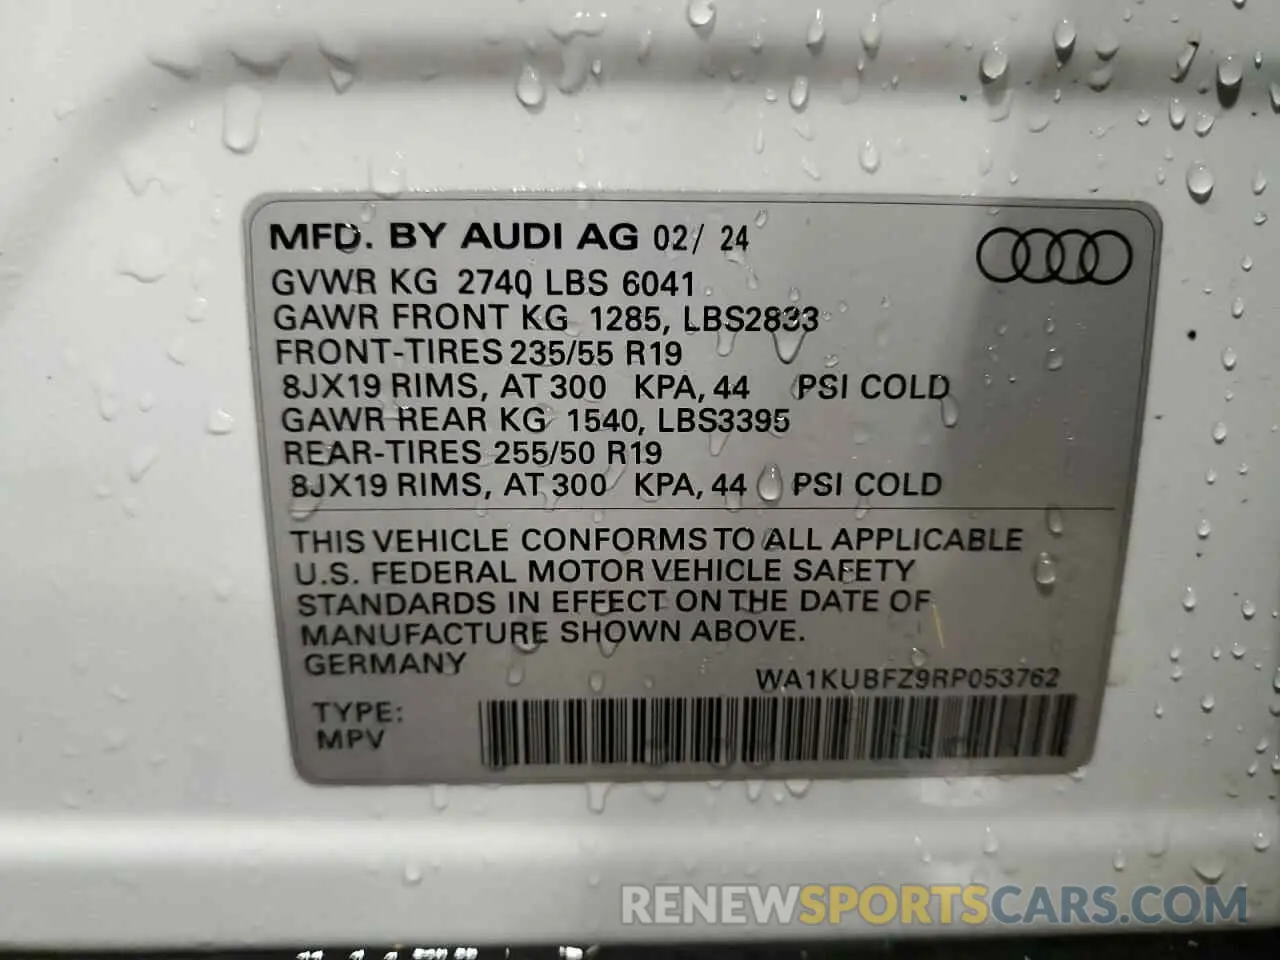 MFD. BY AUDI AG 02/ 24
GVWR KG 2740 LBS 6041
GAWR FRONT KG 1285, LBS2833
FRONT-TIRES 235/55 R19
8JX19 RIMS, AT 300 KPA, 44 PSI COLD
GAWR REAR KG 1540, LBS3395
REAR-TIRES 255/50 R19
8JX19 RIMS, AT 300 KPA, 44 PSI COLD
THIS VEHICLE CONFORMS TO ALL APPLICABLE
U.S. FEDERAL MOTOR VEHICLE SAFETY
STANDARDS IN EFFECT ON THE DATE OF
MANUFACTURE SHOWN ABOVE.
GERMANY
WA1KUBFZ9RP053762
TYPE:
MPV
RENEWSPORTSCARS.COM